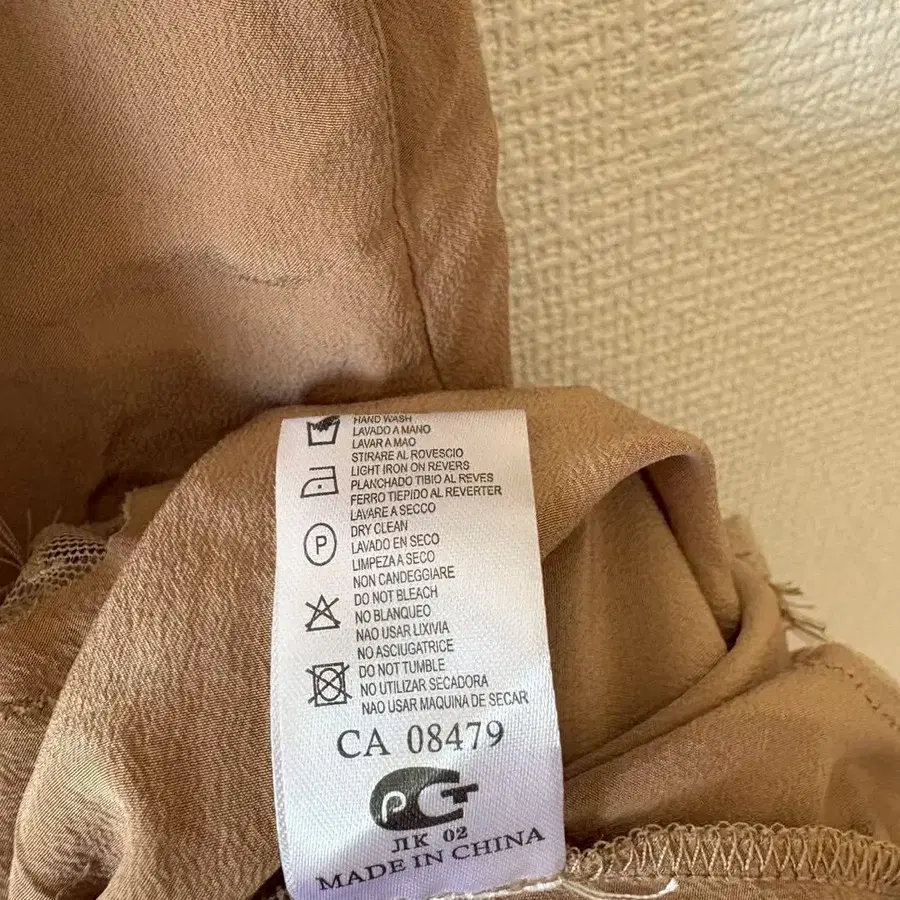 HAND WASH
LAVADO A MANO
LAVAR A MAO
STIRARE AL ROVESCIO
LIGHT IRON ON REVERS
PLANCHADO TIBIO AL REVES
FERRO TIEPIDO AL REVERTER
LAVARE A SECCO
P
DRY CLEAN
LAVADO EN SECO
LIMPEZA A SECO
NON CANDEGGIARE
DO NOT BLEACH
NO BLANQUEO
NAO USAR LIXIVIA
NO ASCIUGATRICE
DO NOT TUMBLE
NO UTILIZAR SECADORA
NAO USAR MAQUINA DE SECAR
CA 08479
РСТ
ЛК 02
MADE IN CHINA